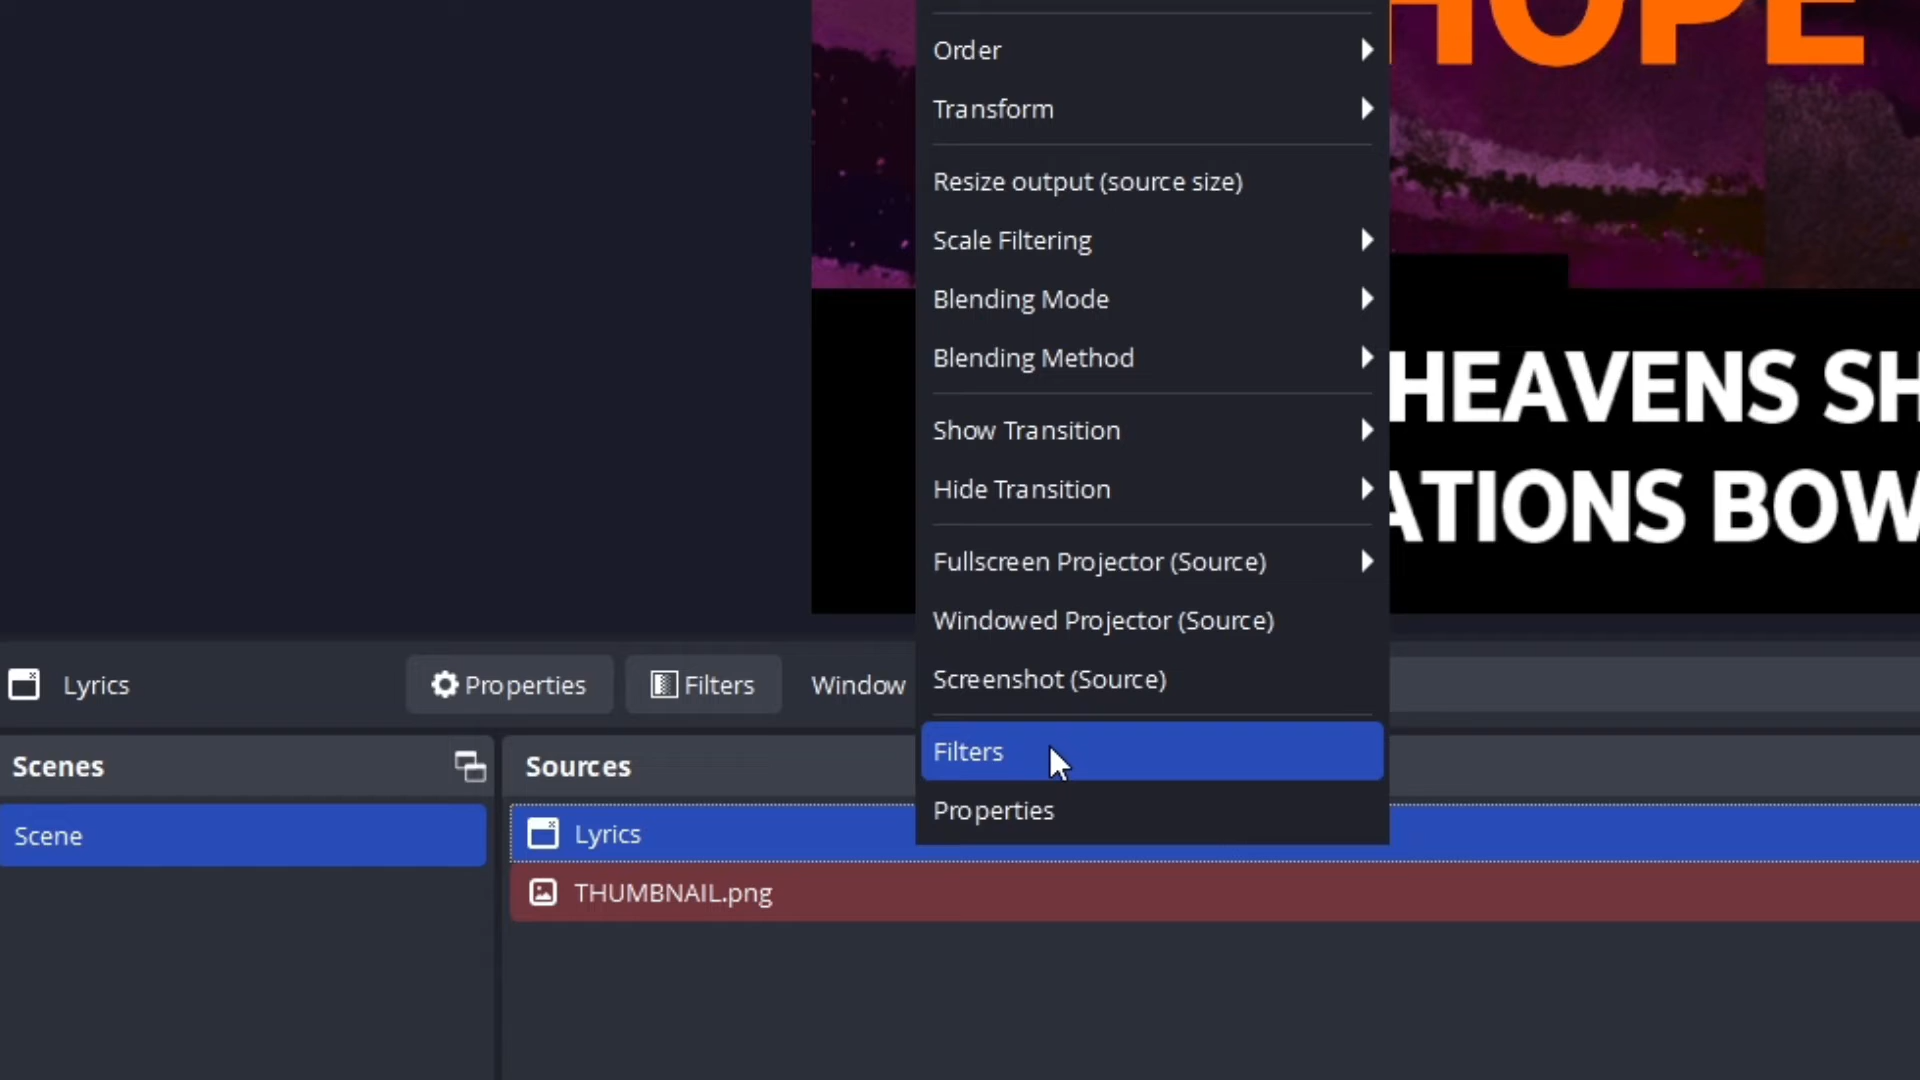 HOPE
Order
Transform
Resize output (source size)
Scale Filtering
Blending Mode
Blending Method
HEAVENS SH
Show Transition
Hide Transition
ATIONS BOW
Fullscreen Projector (Source)
Windowed Projector (Source)
Screenshot (Source)
Lyrics
Properties
Filters
Window
Filters
Properties
Scenes
Sources
Scene
Lyrics
THUMBNAIL.png